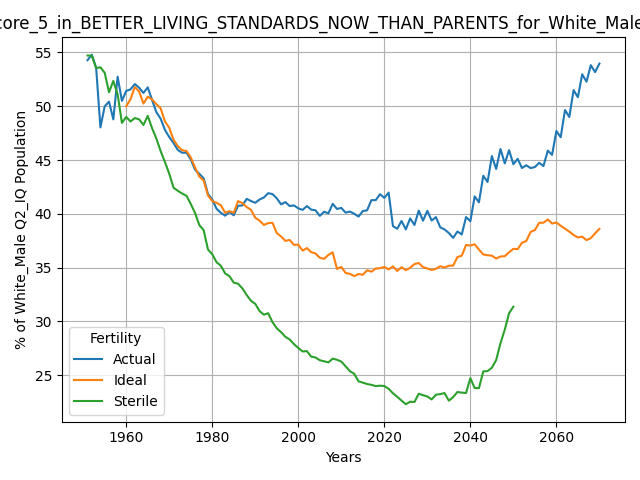 core_5_in_BETTER_LIVING_STANDARDS_NOW_THAN_PARENTS_for_White_Male
% of White_Male Q2_IQ Population
55
50
45
40
35
30
25
Fertility
Actual
Ideal
Sterile
1960 1980 2000 2020 2040 2060
Years